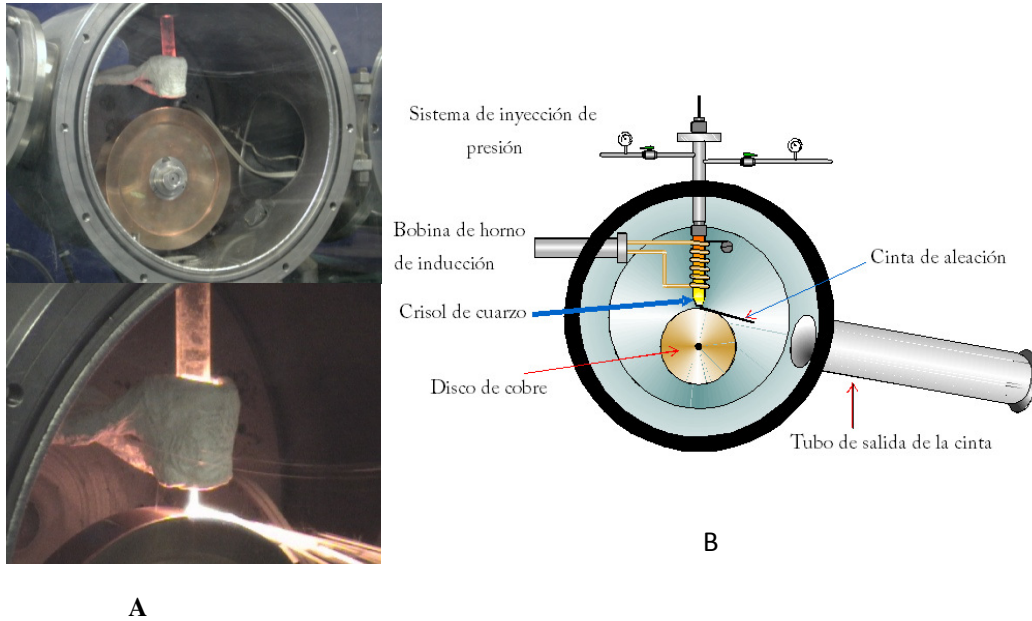 Sistema de inyección de
presión
Bobina de horno
de inducción
Cinta de aleación
Crisol de cuarzo
Disco de cobre
Tubo de salida de la cinta
B
A